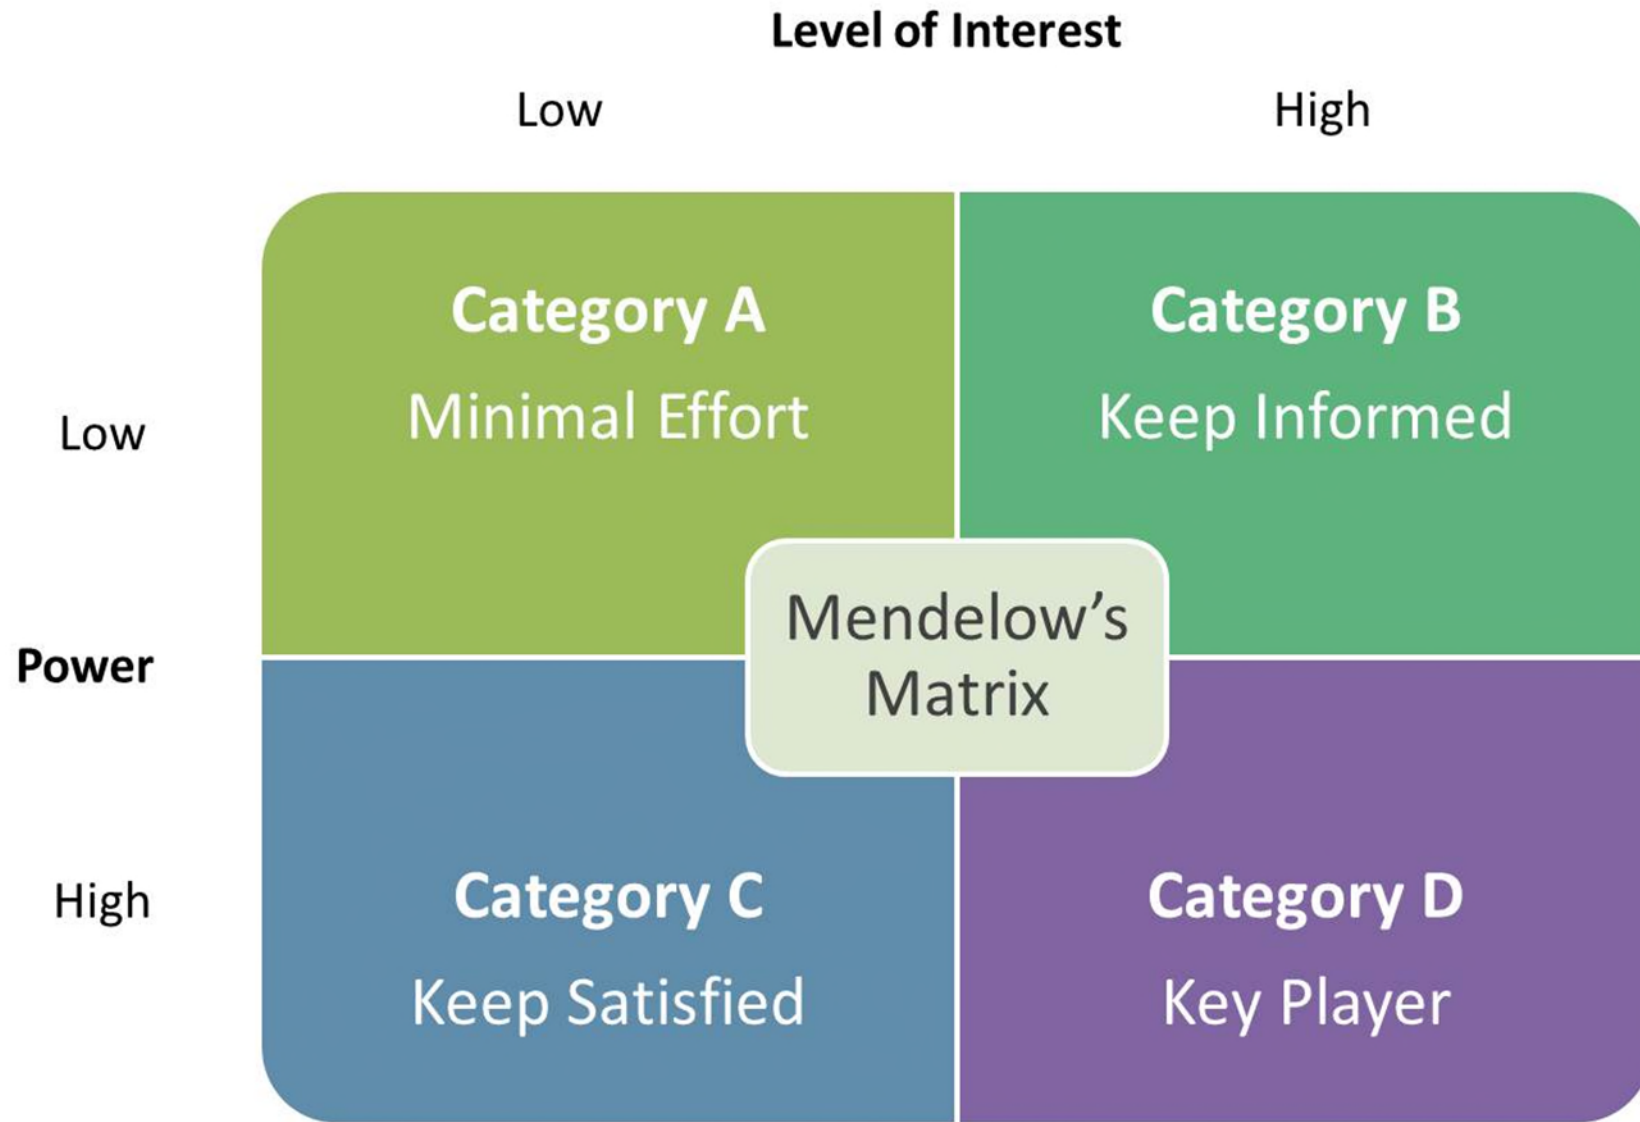 Level of Interest
Low
High
Category A
Minimal Effort
Category B
Keep Informed
Low
Mendelow’s
Matrix
Power
High
Category C
Keep Satisfied
Category D
Key Player